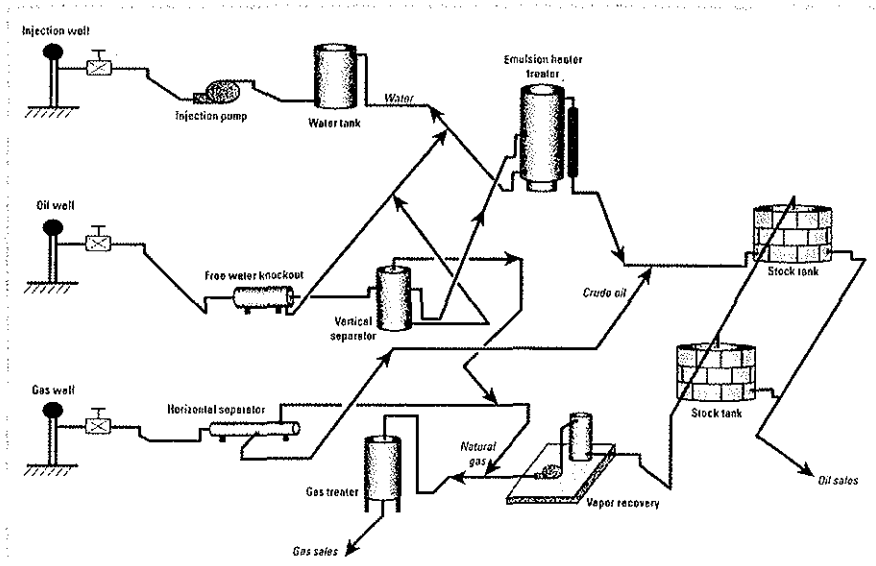 Injection well
Emulsion heater
treater
Water
Injection pump
Water tank
Oil well
Free water knockout
Stock tank
Crudo oil
Vertical
separator
Gas well
Horizontal separator
Stock tank
Natural
gas
Gas treater
Vapor recovery
Oil sales
Gas sales